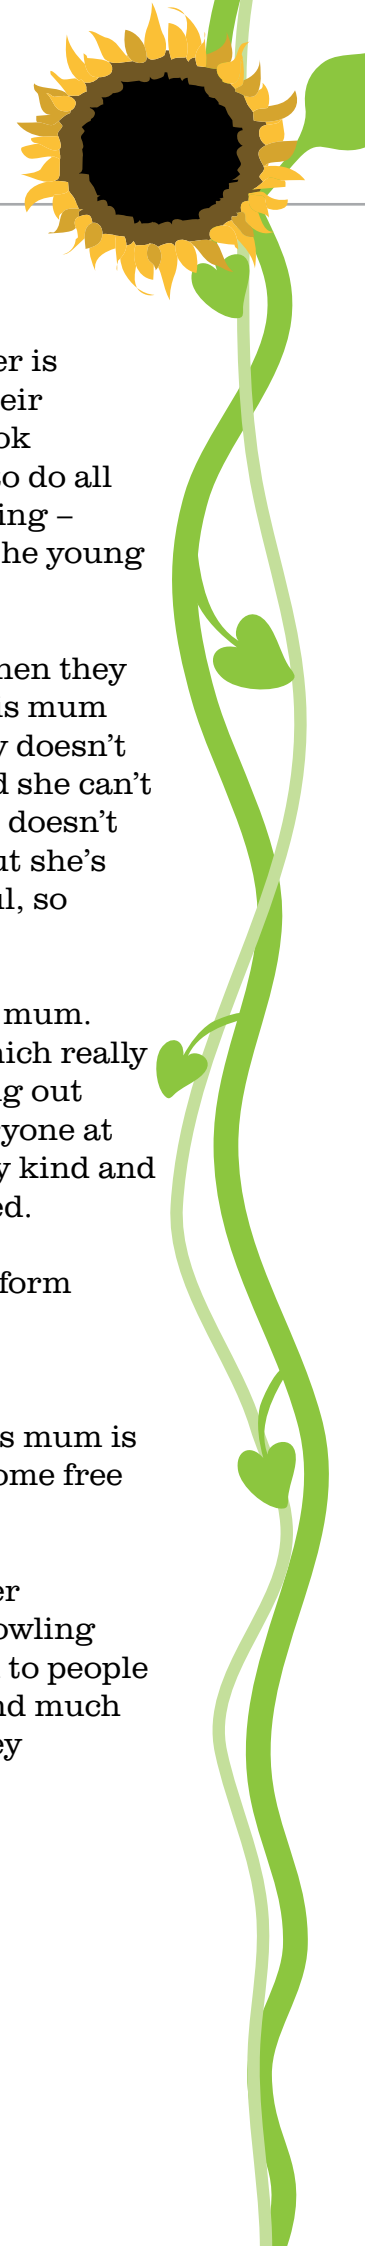 er is
eir
ok
o do all
ing –
he young
hen they
is mum
y doesn't
d she can't
doesn't
ut she's
ul, so
mum.
hich really
g out
yone at
y kind and
ed.
form
s mum is
ome free
er
owling
to people
nd much
ey